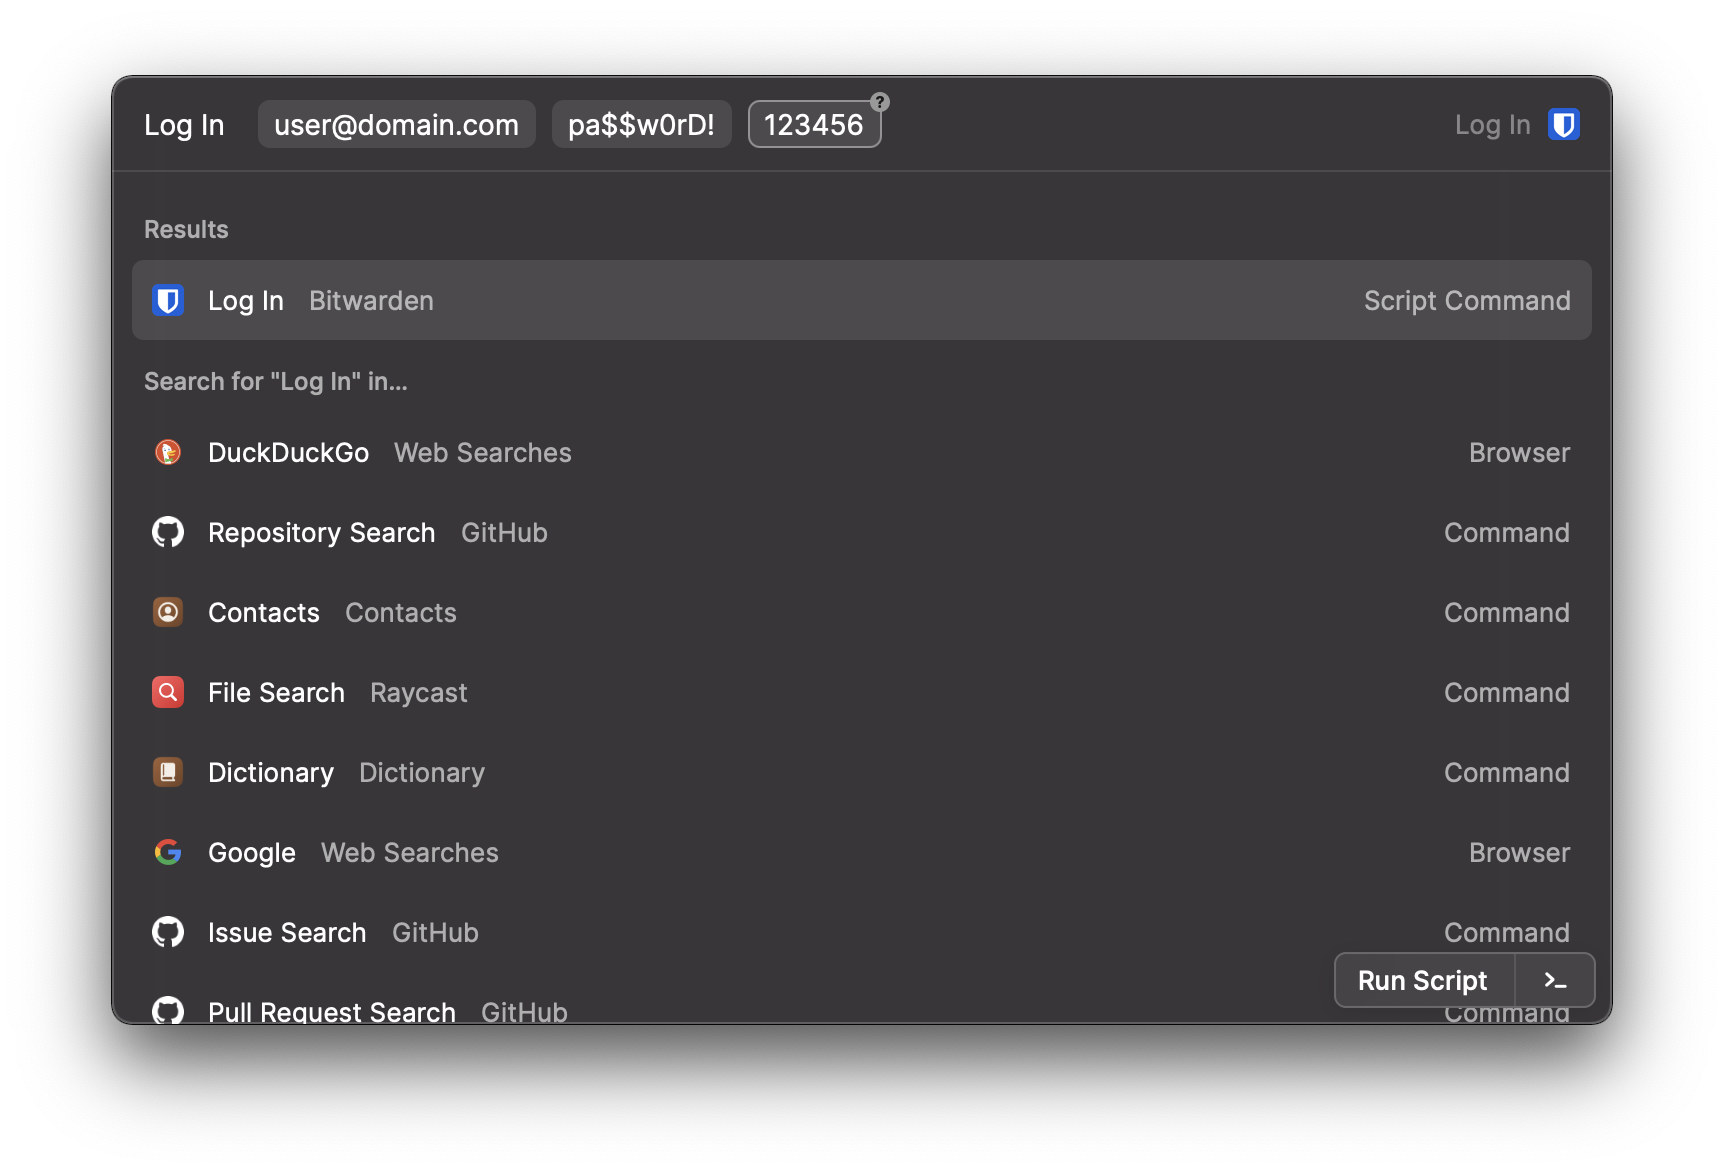 Log In user@domain.com pa$$w0rD! 123456 ? Log In
Results
Log In Bitwarden Script Command
Search for "Log In" in...
DuckDuckGo Web Searches Browser
Repository Search GitHub Command
Contacts Contacts Command
File Search Raycast Command
Dictionary Dictionary Command
Google Web Searches Browser
Issue Search GitHub Command
Run Script >_
Pull Request Search GitHub Command